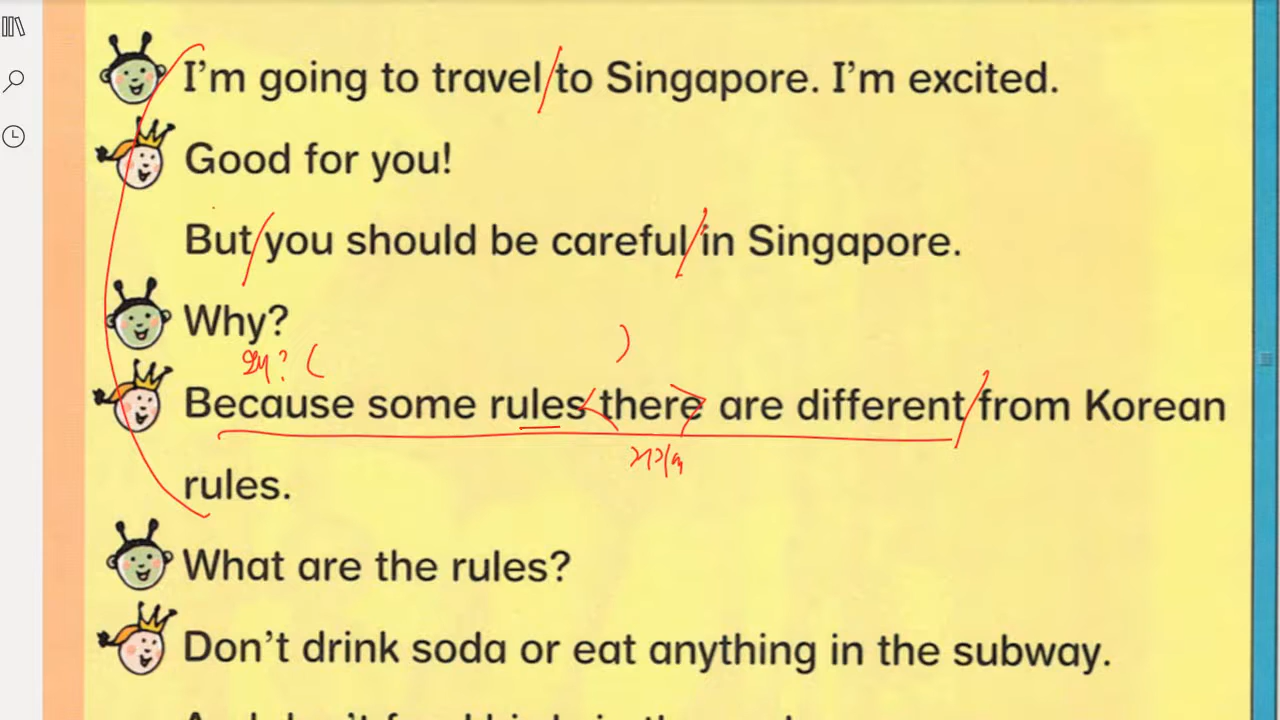 I'm going to travel to Singapore. I'm excited.
Good for you!
But you should be careful in Singapore.
Why?
Because some rules there are different from Korean
rules.
What are the rules?
Don't drink soda or eat anything in the subway.